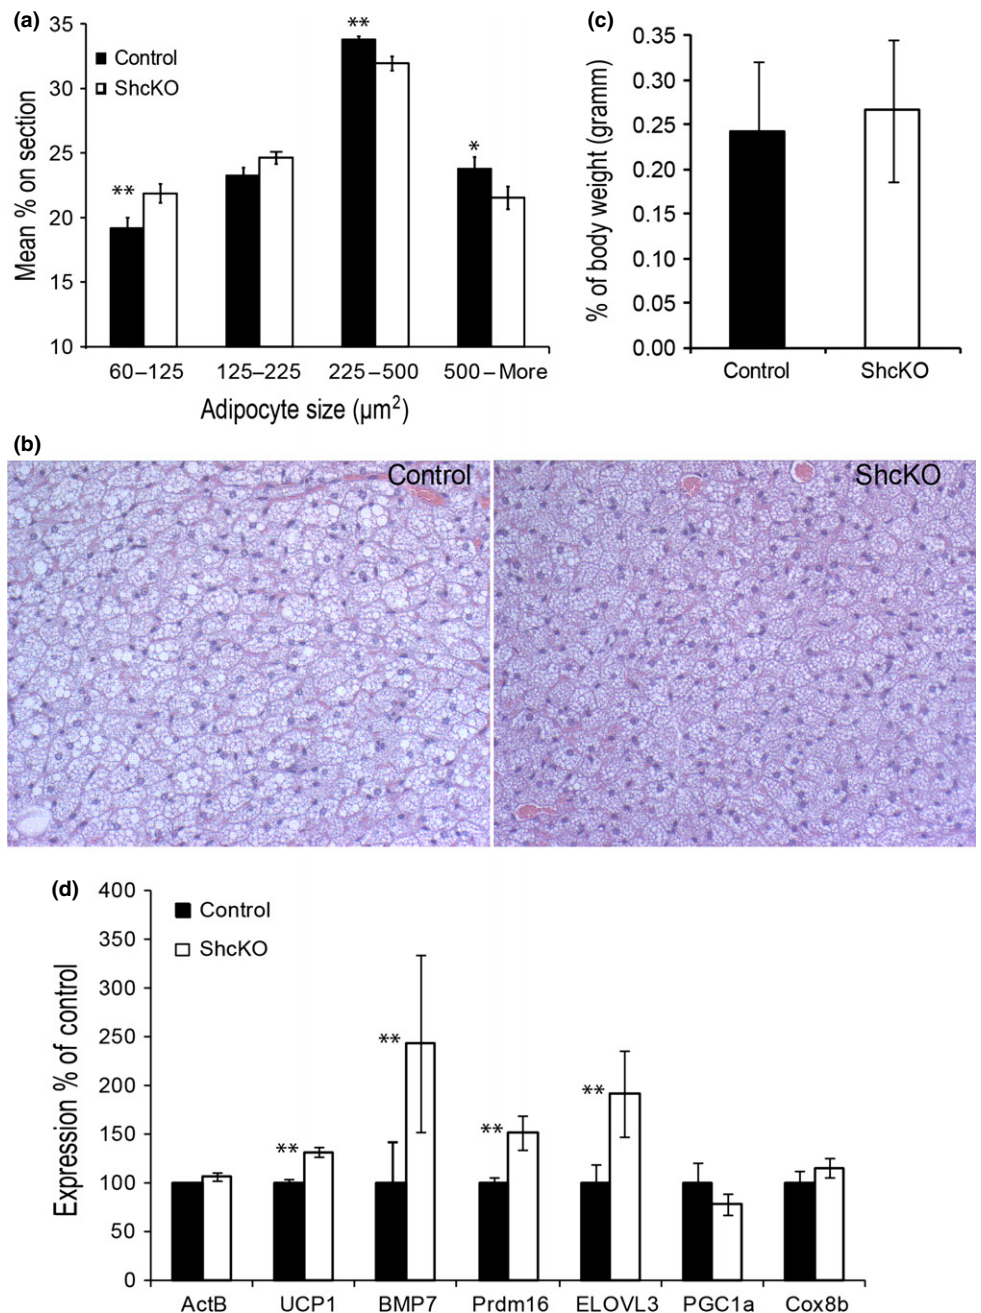 (a)
35
30
25
20
15
10
Mean % on section
Control
ShcKO
**
**
*
60–125 125–225 225–500 500–More
Adipocyte size (µm²)
(c)
0.35
0.30
0.25
0.20
0.15
0.10
0.05
0.00
% of body weight (gramm)
Control ShcKO
(b)
Control
ShcKO
(d)
400
350
300
250
200
150
100
50
0
Expression % of control
Control
ShcKO
**
**
**
**
ActB UCP1 BMP7 Prdm16 ELOVL3 PGC1a Cox8b